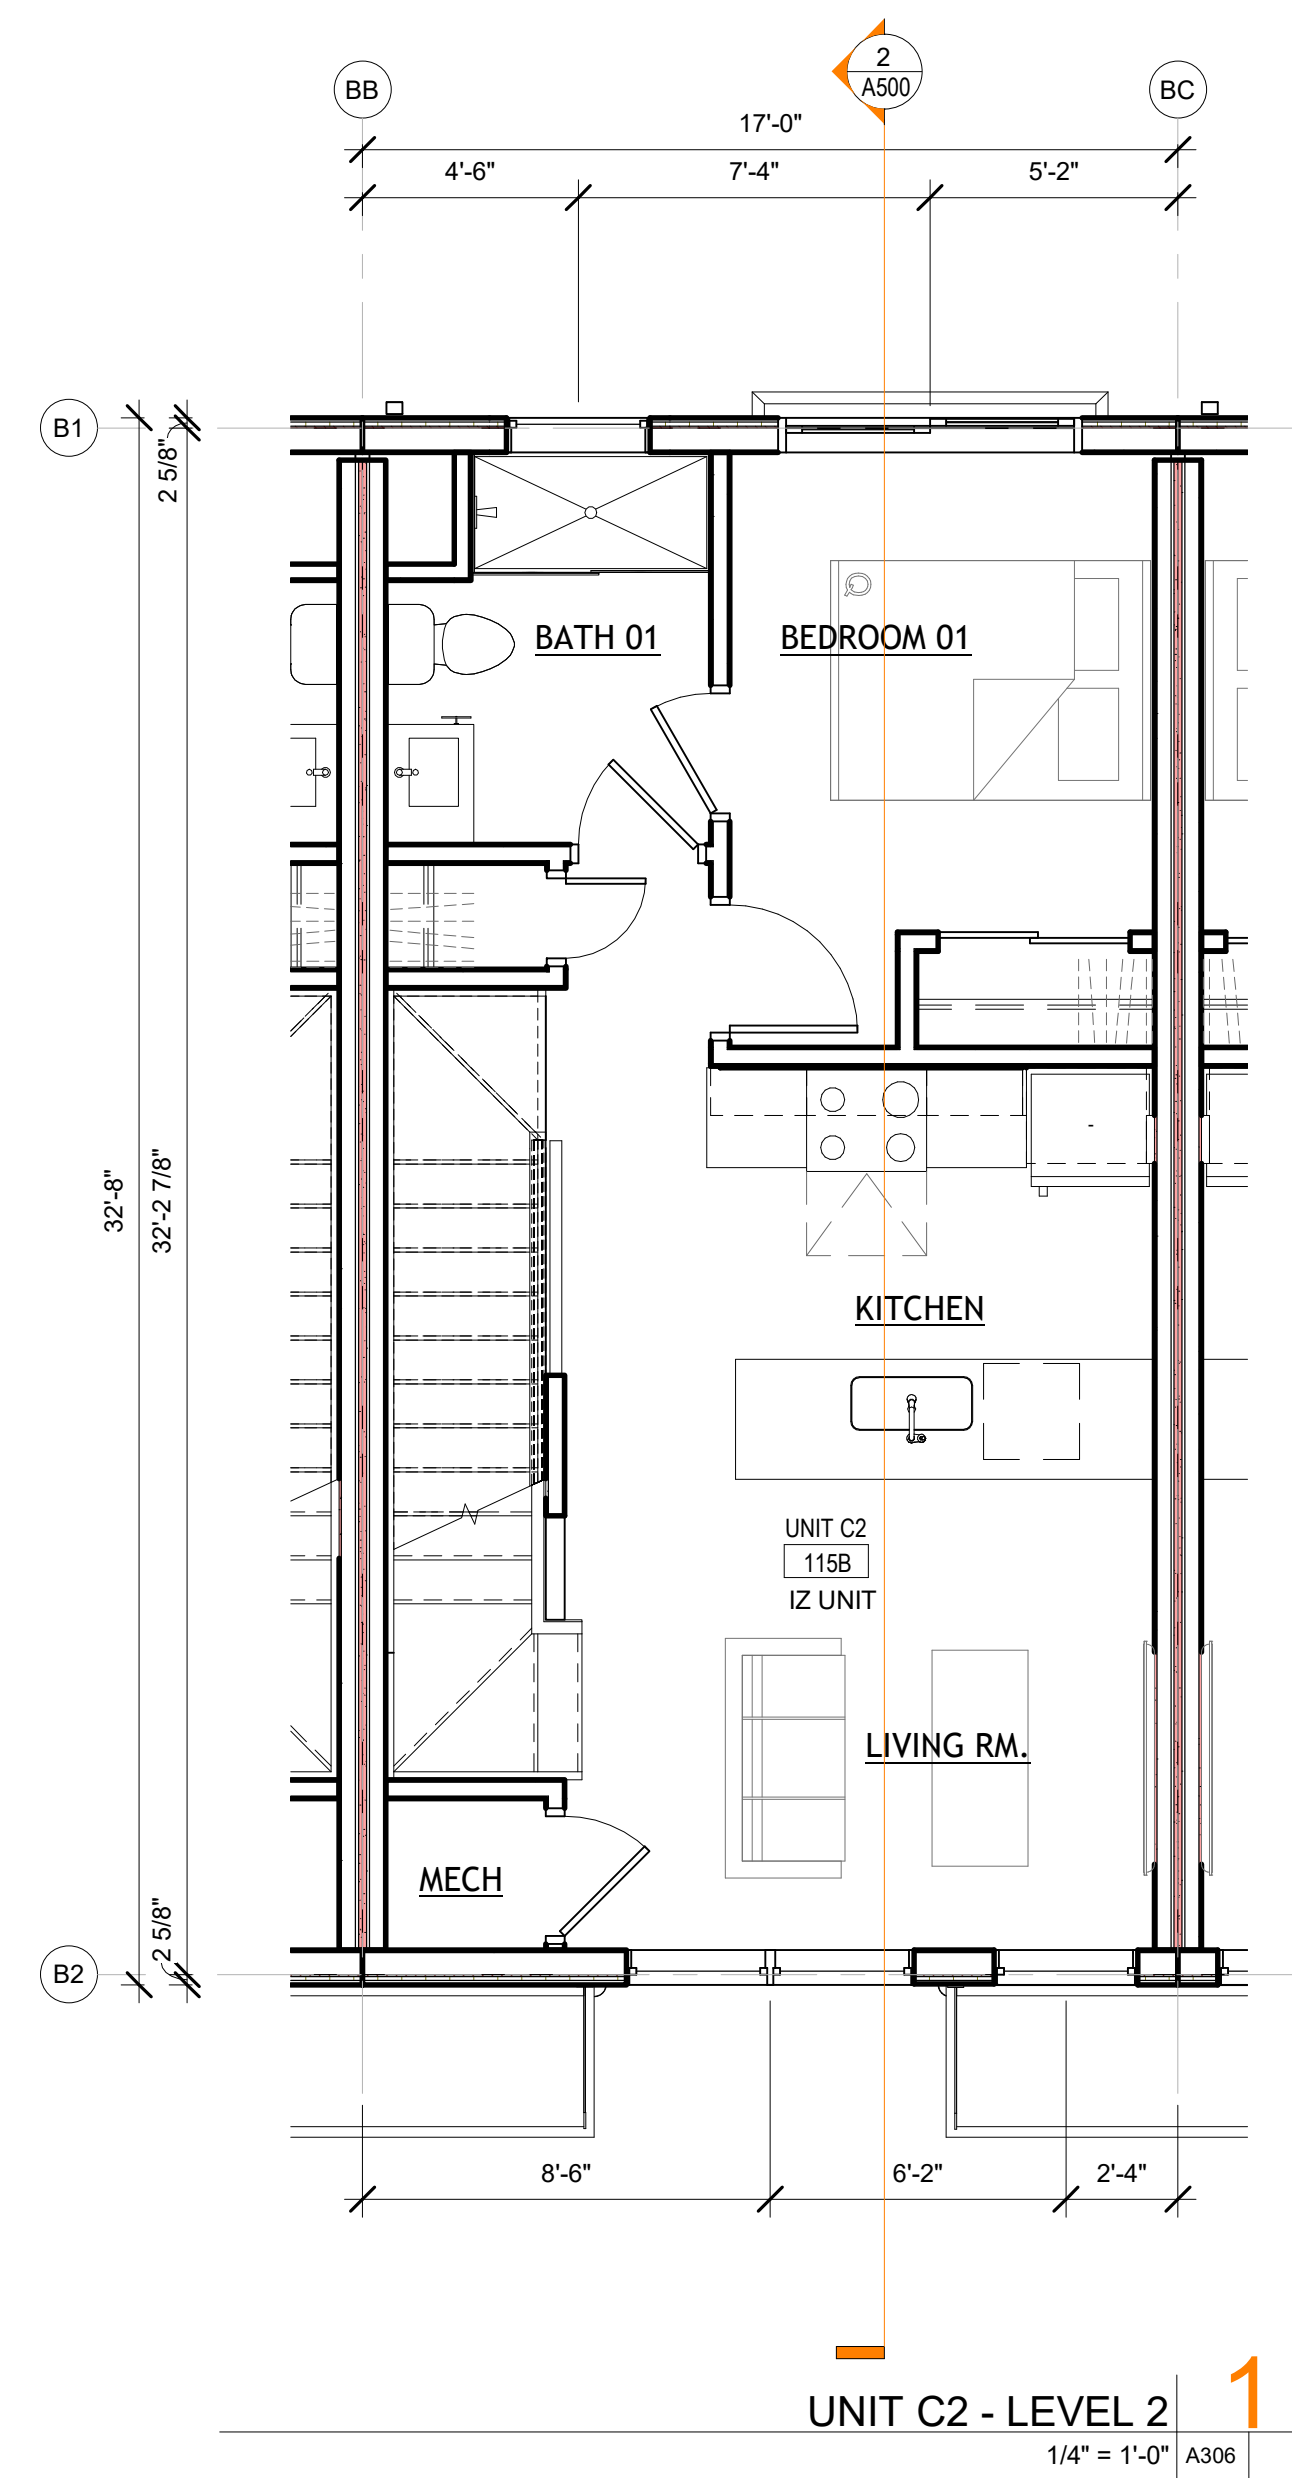 2
A500
BB
BC
17'-0"
4'-6"
7'-4"
5'-2"
B1
2 5/8"
BATH 01
BEDROOM 01
Q
32'-8"
32'-2 7/8"
KITCHEN
UNIT C2
115B
IZ UNIT
LIVING RM.
MECH
2 5/8"
B2
8'-6"
6'-2"
2'-4"
UNIT C2 - LEVEL 2
1
1/4" = 1'-0"
A306